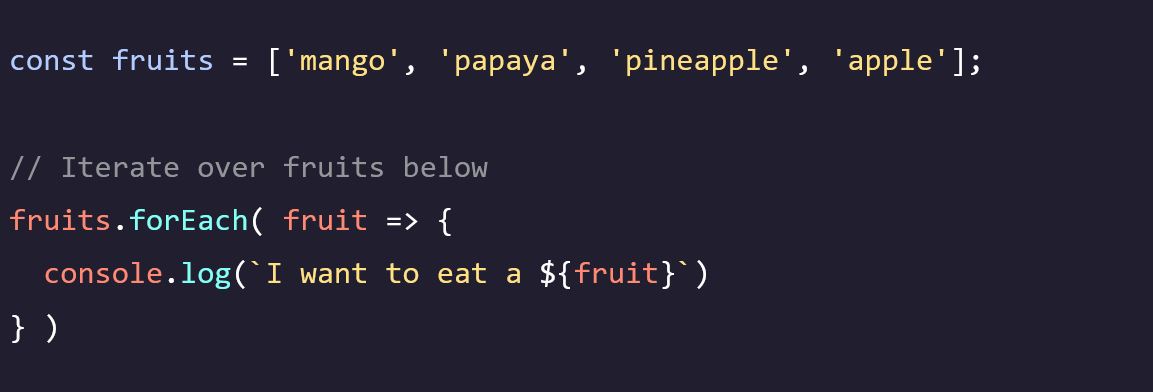 const fruits = ['mango', 'papaya', 'pineapple', 'apple'];
// Iterate over fruits below
fruits.forEach( fruit => {
  console.log(`I want to eat a ${fruit}`)
} )